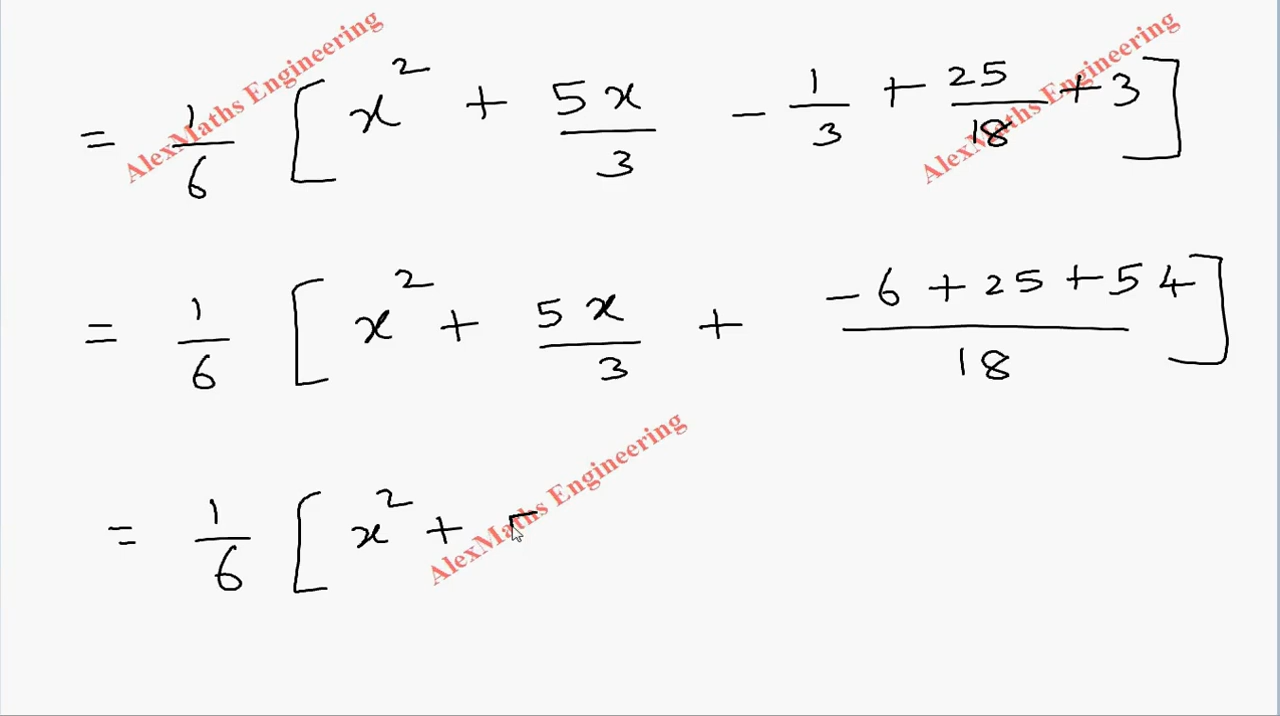 = 1/6 [ x² + 5x/3 - 1/3 + 25/18 + 3 ]
= 1/6 [ x² + 5x/3 + (-6 + 25 + 54)/18 ]
= 1/6 [ x² +
AlexMaths Engineering
AlexMaths Engineering
AlexMaths Engineering